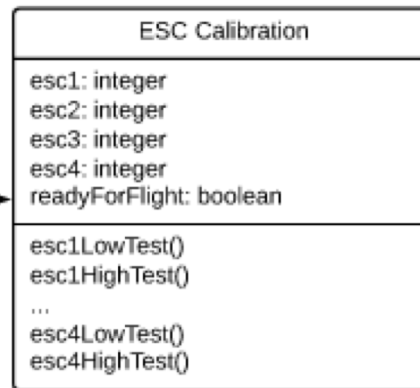 ESC Calibration
esc1: integer
esc2: integer
esc3: integer
esc4: integer
readyForFlight: boolean
esc1LowTest()
esc1HighTest()
...
esc4LowTest()
esc4HighTest()